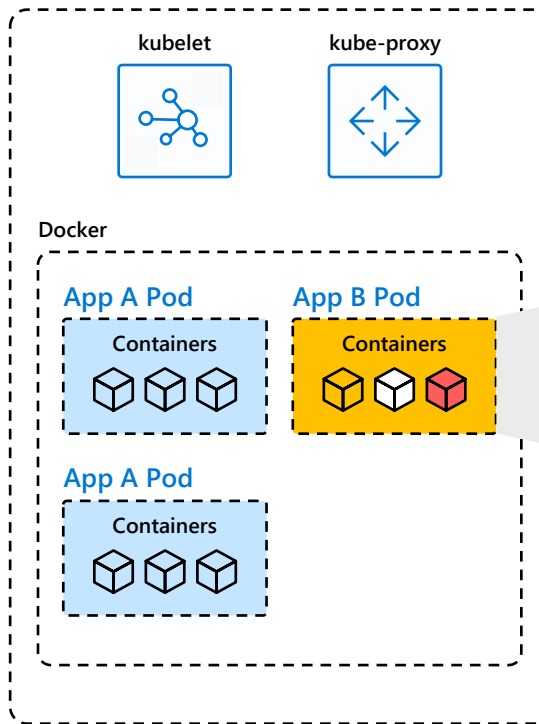 kubelet
kube-proxy
Docker
App A Pod
App B Pod
Containers
Containers
App A Pod
Containers